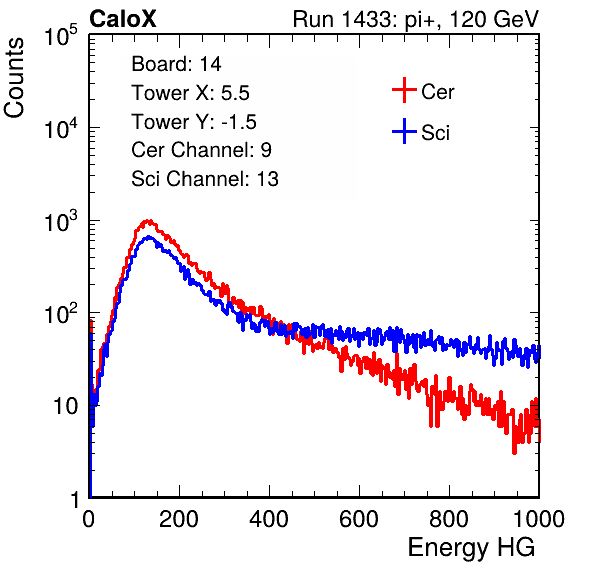 CaloX Run 1433: pi+, 120 GeV
Board: 14
Tower X: 5.5
Tower Y: -1.5
Cer Channel: 9
Sci Channel: 13
Cer
Sci
Counts
10^5
10^4
10^3
10^2
10
1
0 200 400 600 800 1000
Energy HG